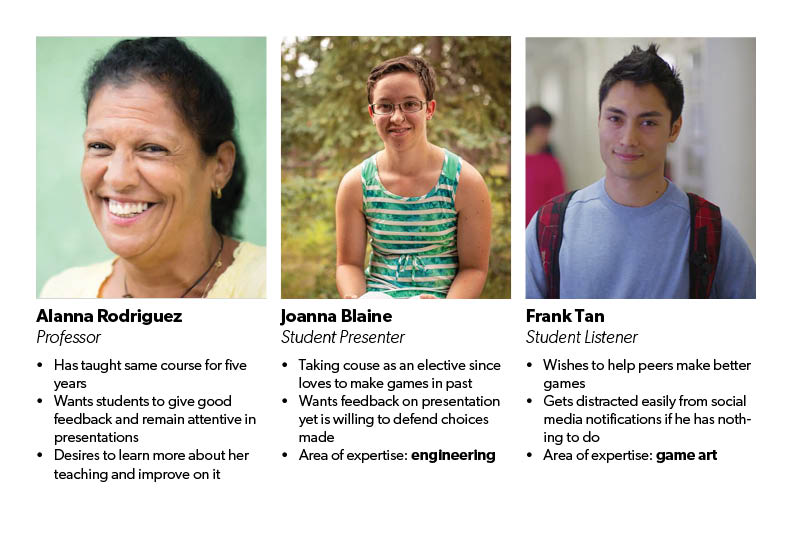 Alanna Rodriguez
Professor
• Has taught same course for five
years
• Wants students to give good
feedback and remain attentive in
presentations
• Desires to learn more about her
teaching and improve on it
Joanna Blaine
Student Presenter
• Taking couse as an elective since
loves to make games in past
• Wants feedback on presentation
yet is willing to defend choices
made
• Area of expertise: engineering
Frank Tan
Student Listener
• Wishes to help peers make better
games
• Gets distracted easily from social
media notifications if he has noth-
ing to do
• Area of expertise: game art